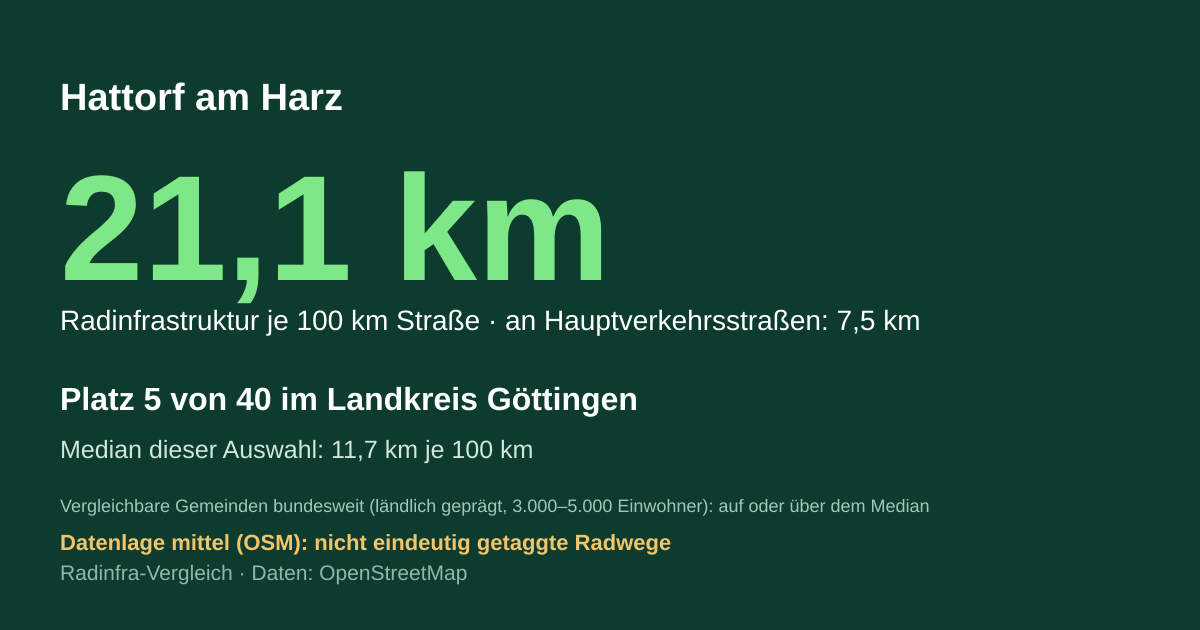 Hattorf am Harz
21,1 km
Radinfrastruktur je 100 km Straße · an Hauptverkehrsstraßen: 7,5 km
Platz 5 von 40 im Landkreis Göttingen
Median dieser Auswahl: 11,7 km je 100 km
Vergleichbare Gemeinden bundesweit (ländlich geprägt, 3.000–5.000 Einwohner): auf oder über dem Median
Datenlage mittel (OSM): nicht eindeutig getaggte Radwege
Radinfra-Vergleich · Daten: OpenStreetMap